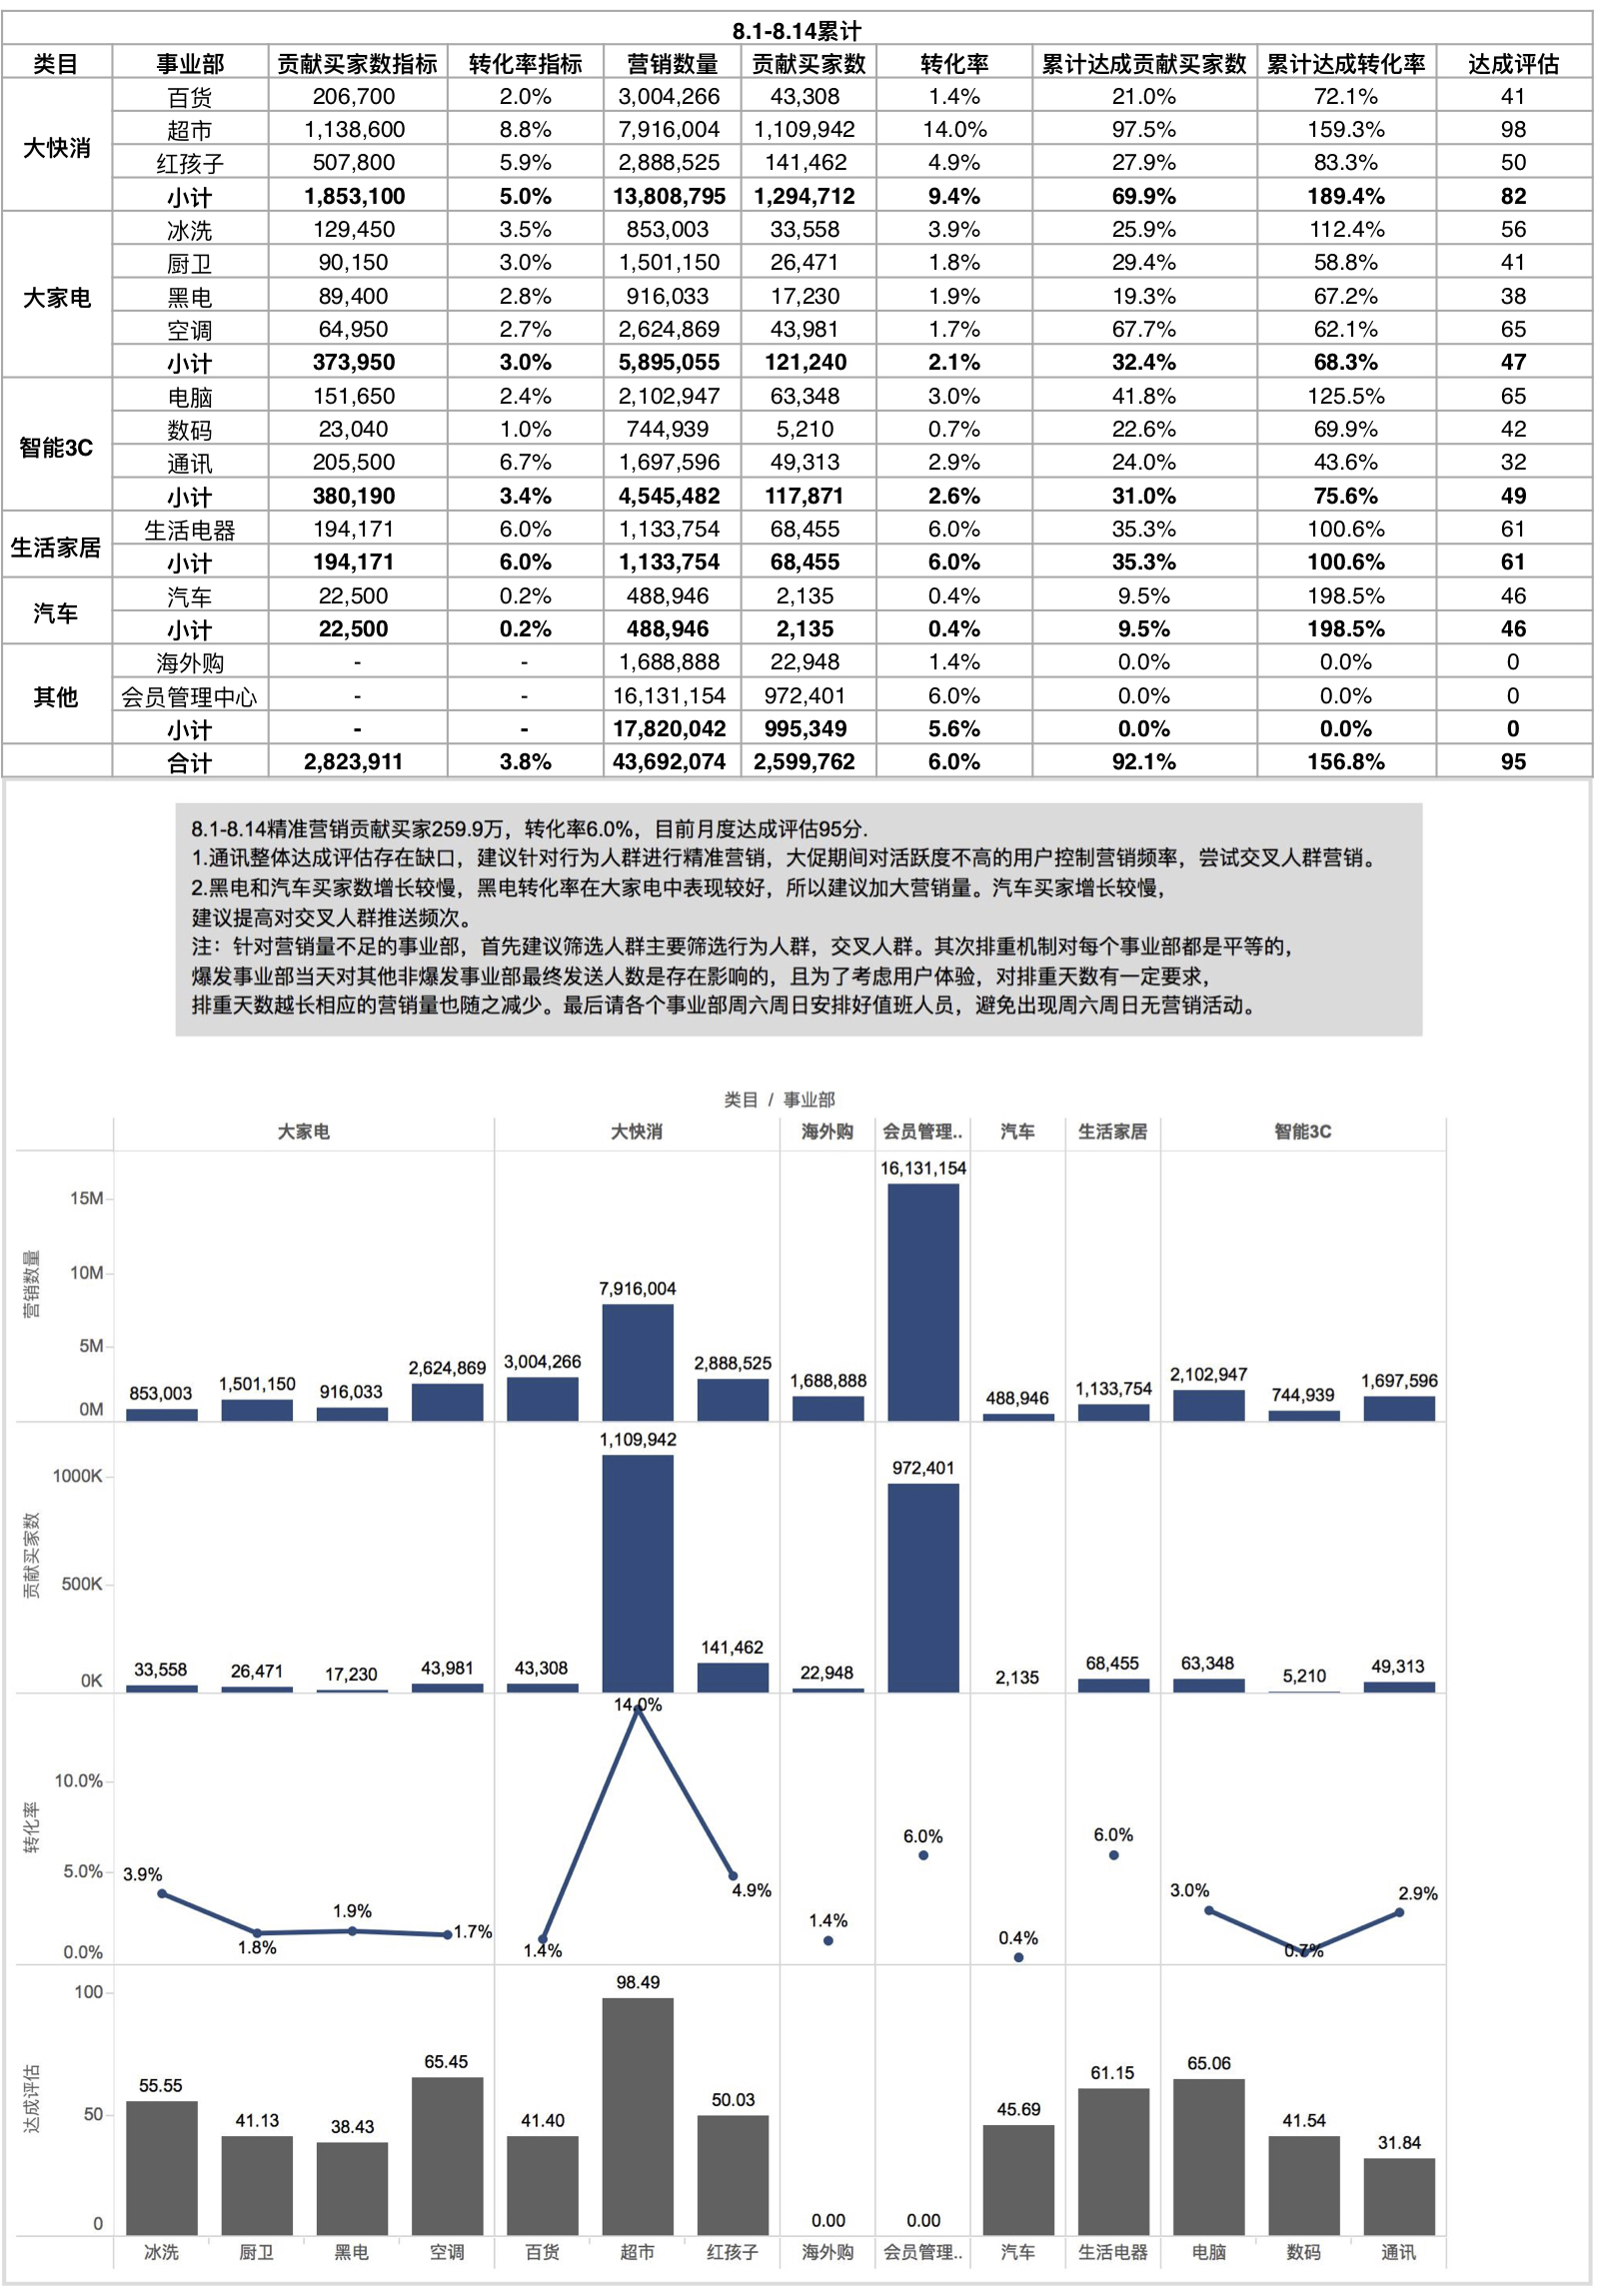 8.1-8.14累计
类目 事业部 贡献买家数指标 转化率指标 营销数量 贡献买家数 转化率 累计达成贡献买家数 累计达成转化率 达成评估
大快消
百货 206,700 2.0% 3,004,266 43,308 1.4% 21.0% 72.1% 41
超市 1,138,600 8.8% 7,916,004 1,109,942 14.0% 97.5% 159.3% 98
红孩子 507,800 5.9% 2,888,525 141,462 4.9% 27.9% 83.3% 50
小计 1,853,100 5.0% 13,808,795 1,294,712 9.4% 69.9% 189.4% 82
大家电
冰洗 129,450 3.5% 853,003 33,558 3.9% 25.9% 112.4% 56
厨卫 90,150 3.0% 1,501,150 26,471 1.8% 29.4% 58.8% 41
黑电 89,400 2.8% 916,033 17,230 1.9% 19.3% 67.2% 38
空调 64,950 2.7% 2,624,869 43,981 1.7% 67.7% 62.1% 65
小计 373,950 3.0% 5,895,055 121,240 2.1% 32.4% 68.3% 47
智能3C
电脑 151,650 2.4% 2,102,947 63,348 3.0% 41.8% 125.5% 65
数码 23,040 1.0% 744,939 5,210 0.7% 22.6% 69.9% 42
通讯 205,500 6.7% 1,697,596 49,313 2.9% 24.0% 43.6% 32
小计 380,190 3.4% 4,545,482 117,871 2.6% 31.0% 75.6% 49
生活家居
生活电器 194,171 6.0% 1,133,754 68,455 6.0% 35.3% 100.6% 61
小计 194,171 6.0% 1,133,754 68,455 6.0% 35.3% 100.6% 61
汽车
汽车 22,500 0.2% 488,946 2,135 0.4% 9.5% 198.5% 46
小计 22,500 0.2% 488,946 2,135 0.4% 9.5% 198.5% 46
其他
海外购 - - 1,688,888 22,948 1.4% 0.0% 0.0% 0
会员管理中心 - - 16,131,154 972,401 6.0% 0.0% 0.0% 0
小计 - - 17,820,042 995,349 5.6% 0.0% 0.0% 0
合计 2,823,911 3.8% 43,692,074 2,599,762 6.0% 92.1% 156.8% 95
8.1-8.14精准营销贡献买家259.9万，转化率6.0%，目前月度达成评估95分.
1.通讯整体达成评估存在缺口，建议针对行为人群进行精准营销，大促期间对活跃度不高的用户控制营销频率，尝试交叉人群营销。
2.黑电和汽车买家数增长较慢，黑电转化率在大家电中表现较好，所以建议加大营销量。汽车买家增长较慢，
建议提高对交叉人群推送频次。
注：针对营销量不足的事业部，首先建议筛选人群主要筛选行为人群，交叉人群。其次排重机制对每个事业部都是平等的，
爆发事业部当天对其他非爆发事业部最终发送人数是存在影响的，且为了考虑用户体验，对排重天数有一定要求，
排重天数越长相应的营销量也随之减少。最后请各个事业部周六周日安排好值班人员，避免出现周六周日无营销活动。
类目 / 事业部
大家电 大快消 海外购 会员管理.. 汽车 生活家居 智能3C
营销数量
15M
10M
5M
0M
853,003 1,501,150 916,033 2,624,869 3,004,266 7,916,004 2,888,525 1,688,888 16,131,154 488,946 1,133,754 2,102,947 744,939 1,697,596
贡献买家数
1000K
500K
0K
33,558 26,471 17,230 43,981 43,308 1,109,942 141,462 22,948 972,401 2,135 68,455 63,348 5,210 49,313
转化率
10.0%
5.0%
0.0%
3.9% 1.8% 1.9% 1.7% 1.4% 14.0% 4.9% 1.4% 6.0% 0.4% 6.0% 3.0% 0.7% 2.9%
达成评估
100
50
0
55.55 41.13 38.43 65.45 41.40 98.49 50.03 0.00 0.00 45.69 61.15 65.06 41.54 31.84
冰洗 厨卫 黑电 空调 百货 超市 红孩子 海外购 会员管理.. 汽车 生活电器 电脑 数码 通讯